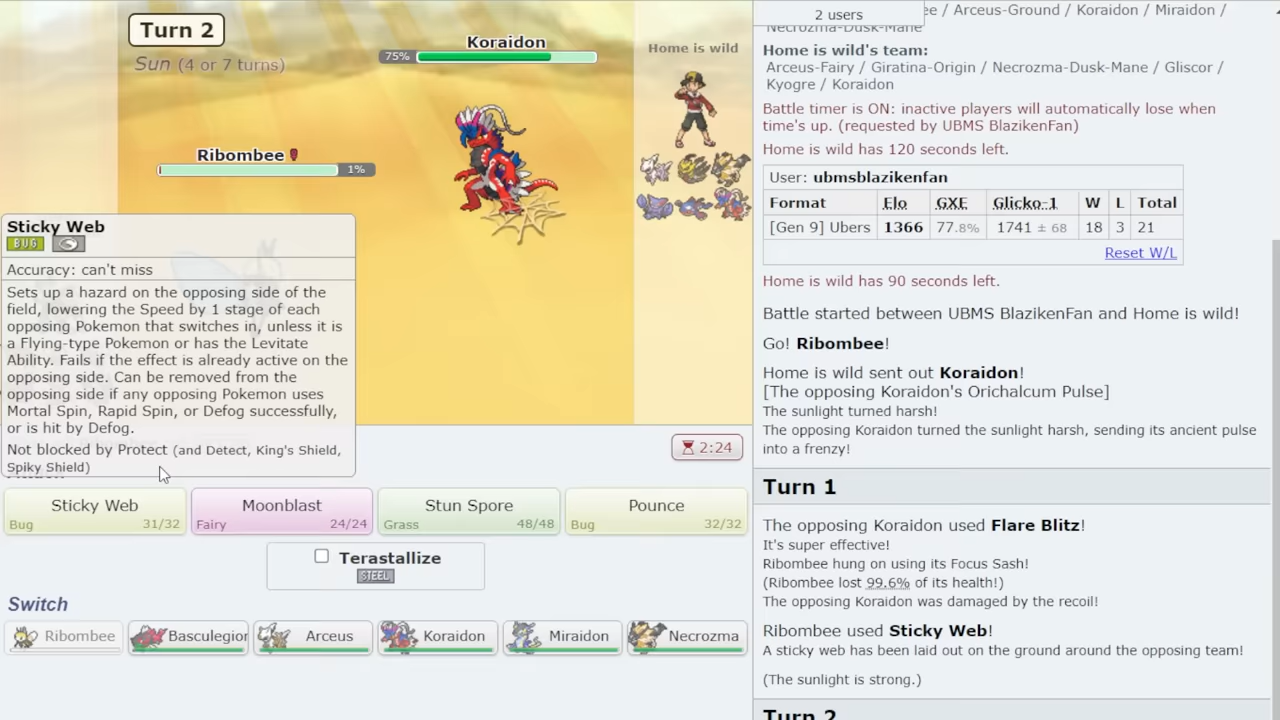 Turn 2
Sun (4 or 7 turns)
Koraidon
75%
Home is wild
Ribombee
1%
Sticky Web
BUG
Accuracy: can't miss
Sets up a hazard on the opposing side of the
field, lowering the Speed by 1 stage of each
opposing Pokemon that switches in, unless it is
a Flying-type Pokemon or has the Levitate
Ability. Fails if the effect is already active on the
opposing side. Can be removed from the
opposing side if any opposing Pokemon uses
Mortal Spin, Rapid Spin, or Defog successfully,
or is hit by Defog.
Not blocked by Protect (and Detect, King's Shield,
Spiky Shield)
2:24
Sticky Web
Bug 31/32
Moonblast
Fairy 24/24
Stun Spore
Grass 48/48
Pounce
Bug 32/32
Terastallize
STEEL
Switch
Ribombee
Basculegion
Arceus
Koraidon
Miraidon
Necrozma
2 users
/ Arceus-Ground / Koraidon / Miraidon /
Necrozma-Dusk-Mane
Home is wild's team:
Arceus-Fairy / Giratina-Origin / Necrozma-Dusk-Mane / Gliscor /
Kyogre / Koraidon
Battle timer is ON: inactive players will automatically lose when
time's up. (requested by UBMS BlazikenFan)
Home is wild has 120 seconds left.
User: ubmsblazikenfan
Format Elo GXE Glicko-1 W L Total
[Gen 9] Ubers 1366 77.8% 1741 ± 68 18 3 21
Reset W/L
Home is wild has 90 seconds left.
Battle started between UBMS BlazikenFan and Home is wild!
Go! Ribombee!
Home is wild sent out Koraidon!
[The opposing Koraidon's Orichalcum Pulse]
The sunlight turned harsh!
The opposing Koraidon turned the sunlight harsh, sending its ancient pulse
into a frenzy!
Turn 1
The opposing Koraidon used Flare Blitz!
It's super effective!
Ribombee hung on using its Focus Sash!
(Ribombee lost 99.6% of its health!)
The opposing Koraidon was damaged by the recoil!
Ribombee used Sticky Web!
A sticky web has been laid out on the ground around the opposing team!
(The sunlight is strong.)
Turn 2